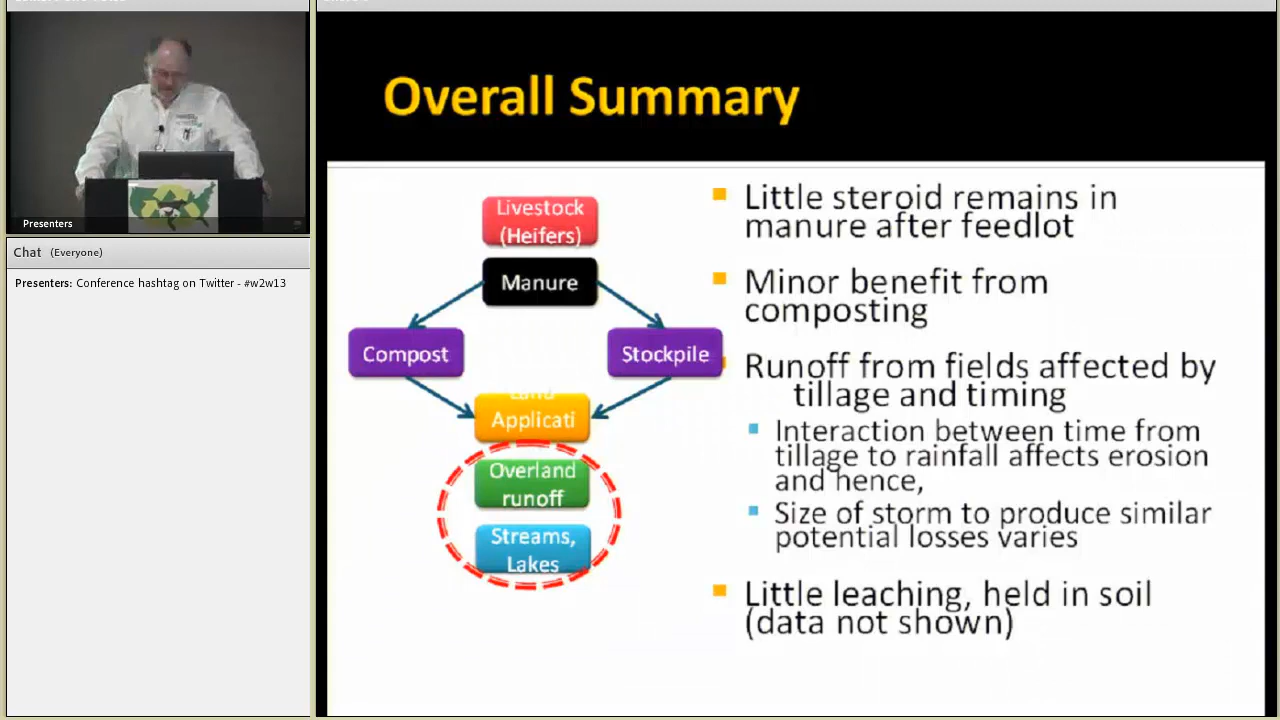 Overall Summary
Presenters
Chat (Everyone)
Presenters: Conference hashtag on Twitter - #w2w13
Livestock
(Heifers)
Manure
Compost
Stockpile
Land
Applicati
Overland
runoff
Streams,
Lakes
Little steroid remains in
manure after feedlot
Minor benefit from
composting
Runoff from fields affected by
tillage and timing
Interaction between time from
tillage to rainfall affects erosion
and hence,
Size of storm to produce similar
potential losses varies
Little leaching, held in soil
(data not shown)